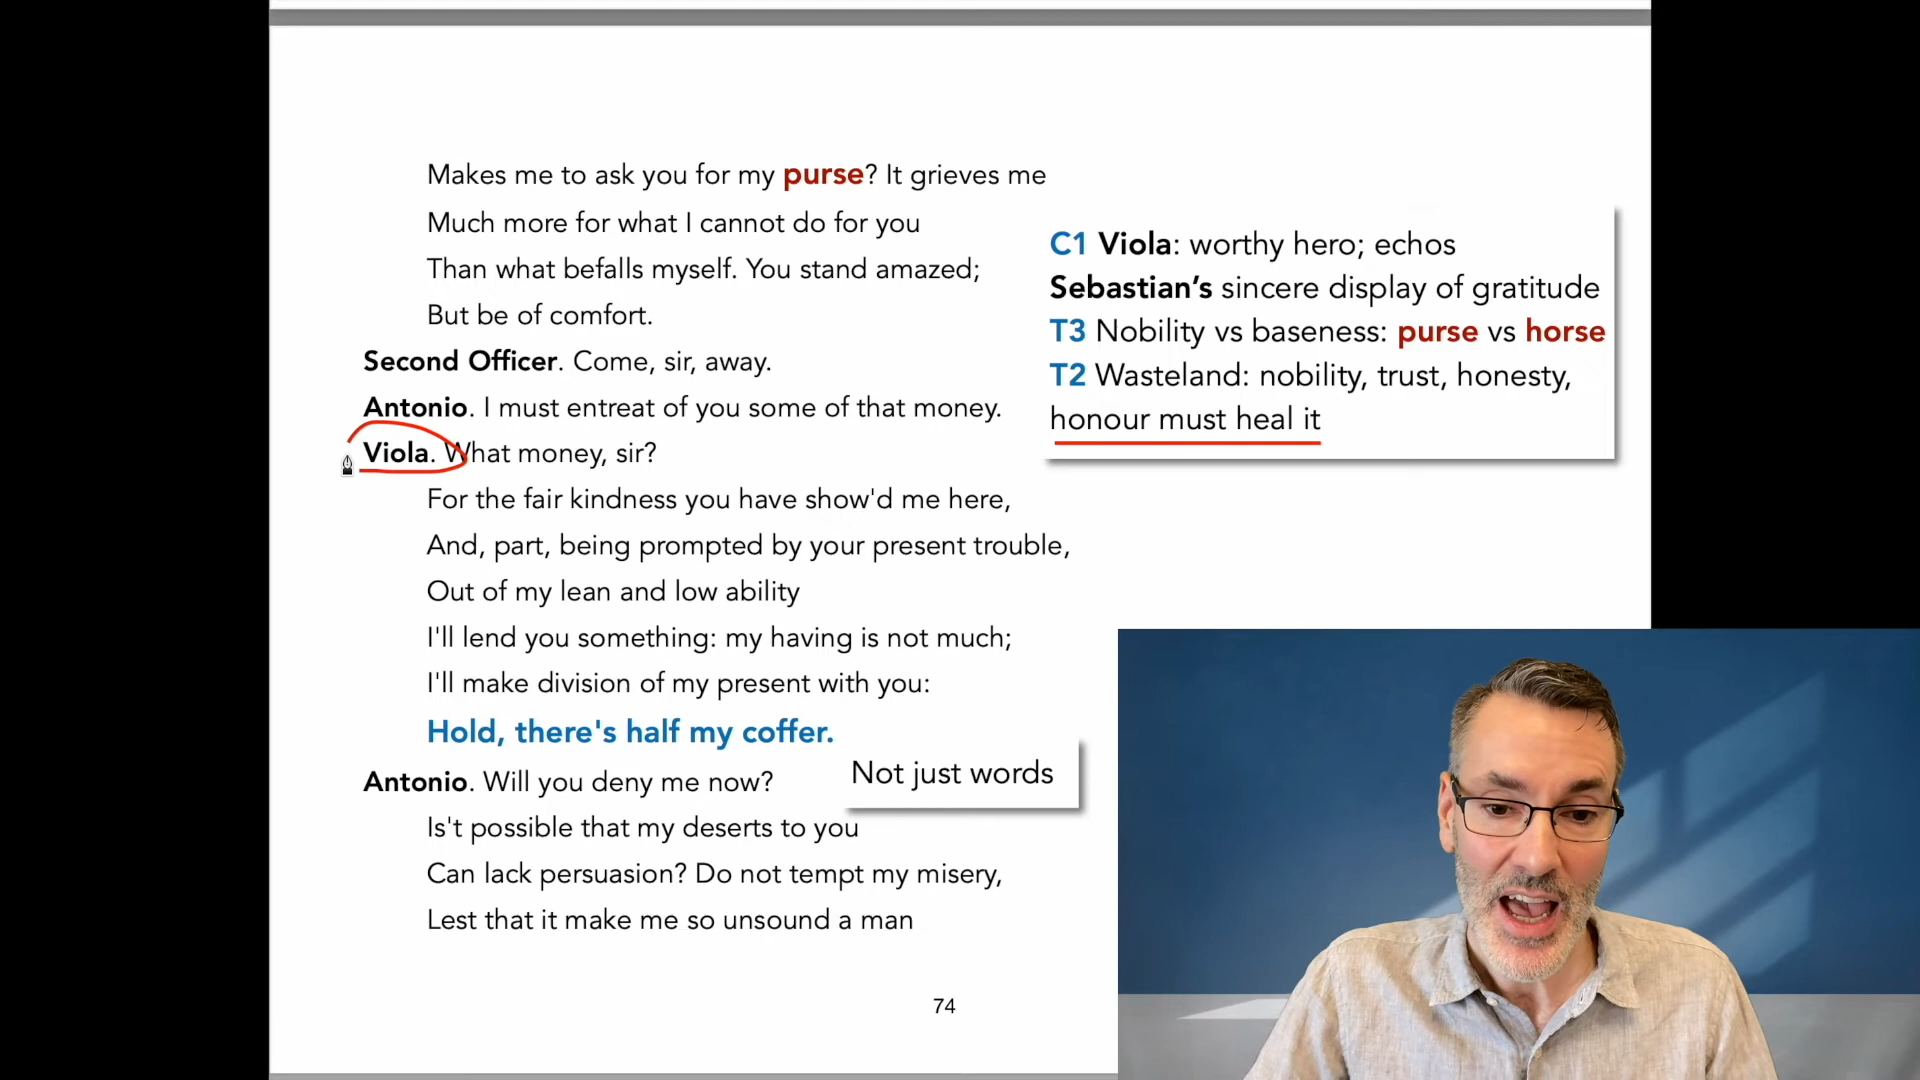 Makes me to ask you for my purse? It grieves me
Much more for what I cannot do for you
Than what befalls myself. You stand amazed;
But be of comfort.
Second Officer. Come, sir, away.
Antonio. I must entreat of you some of that money.
Viola. What money, sir?
For the fair kindness you have show'd me here,
And, part, being prompted by your present trouble,
Out of my lean and low ability
I'll lend you something: my having is not much;
I'll make division of my present with you:
Hold, there's half my coffer.
Antonio. Will you deny me now?
Is't possible that my deserts to you
Can lack persuasion? Do not tempt my misery,
Lest that it make me so unsound a man
74
C1 Viola: worthy hero; echos
Sebastian’s sincere display of gratitude
T3 Nobility vs baseness: purse vs horse
T2 Wasteland: nobility, trust, honesty,
honour must heal it
Not just words